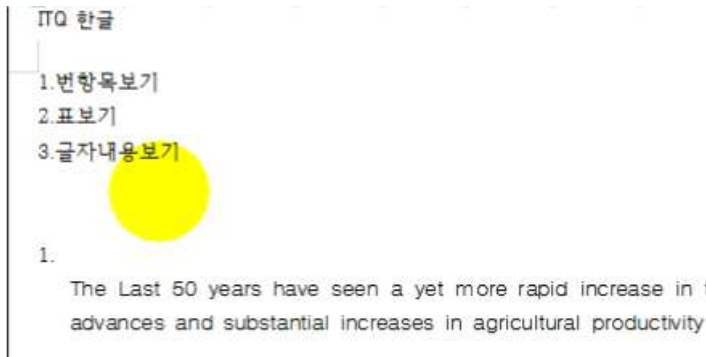 ITQ 한글
1.번항목보기
2.표보기
3.글자내용보기
1.
The Last 50 years have seen a yet more rapid increase in
advances and substantial increases in agricultural productivity